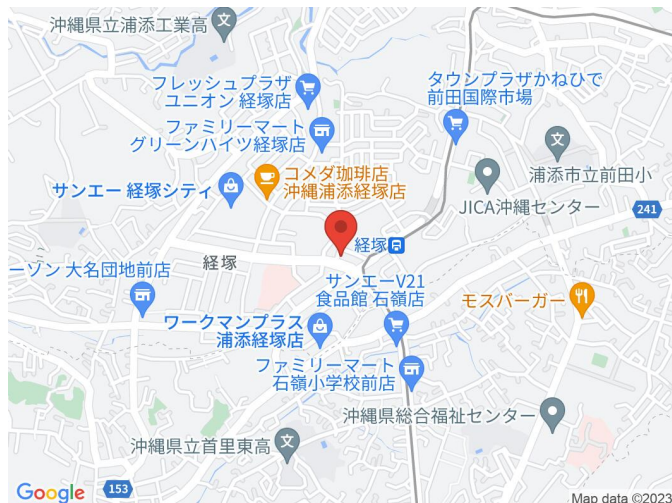 沖縄県立浦添工業高
フレッシュプラザ
ユニオン 経塚店
タウンプラザかねひで
前田国際市場
ファミリーマート
グリーンハイツ経塚店
コメダ珈琲店
沖縄浦添経塚店
サンエー 経塚シティ
浦添市立前田小
JICA沖縄センター
241
経塚
経塚
ーソン 大名団地前店
サンエーV21
食品館 石嶺店
モスバーガー
ワークマンプラス
浦添経塚店
ファミリーマート
石嶺小学校前店
沖縄県総合福祉センター
沖縄県立首里東高
153
Google
Map data ©2023